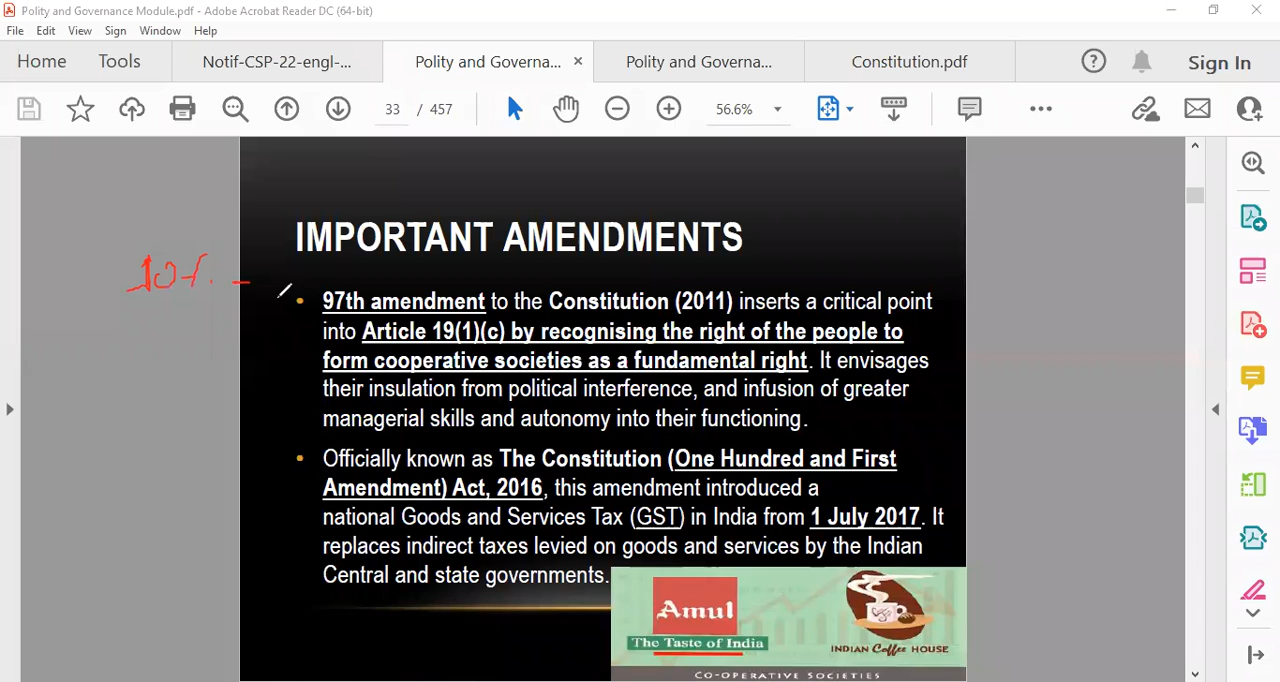 Polity and Governance Module.pdf - Adobe Acrobat Reader DC (64-bit)
File Edit View Sign Window Help
Home Tools Notif-CSP-22-engl-... Polity and Governa... × Polity and Governa... Constitution.pdf Sign In
33 / 457 56.6%
IMPORTANT AMENDMENTS
10%. -
• 97th amendment to the Constitution (2011) inserts a critical point
into Article 19(1)(c) by recognising the right of the people to
form cooperative societies as a fundamental right. It envisages
their insulation from political interference, and infusion of greater
managerial skills and autonomy into their functioning.
• Officially known as The Constitution (One Hundred and First
Amendment) Act, 2016, this amendment introduced a
national Goods and Services Tax (GST) in India from 1 July 2017. It
replaces indirect taxes levied on goods and services by the Indian
Central and state governments.
Amul
The Taste of India
INDIAN Coffee HOUSE
CO-OPERATIVE SOCIETIES